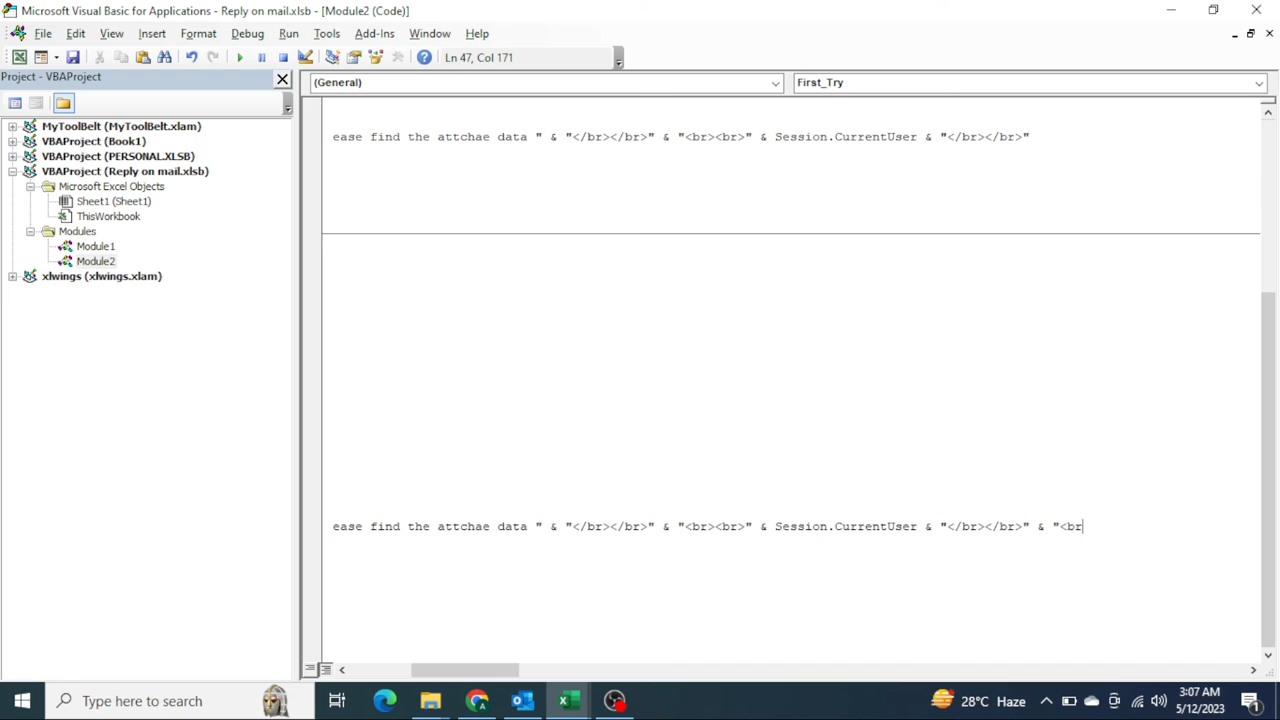 Microsoft Visual Basic for Applications - Reply on mail.xlsb - [Module2 (Code)]
File Edit View Insert Format Debug Run Tools Add-Ins Window Help
Ln 47, Col 171
Project - VBAProject
(General)
First_Try
MyToolBelt (MyToolBelt.xlam)
VBAProject (Book1)
VBAProject (PERSONAL.XLSB)
VBAProject (Reply on mail.xlsb)
Microsoft Excel Objects
Sheet1 (Sheet1)
ThisWorkbook
Modules
Module1
Module2
xlwings (xlwings.xlam)
ease find the attchae data " & "</br></br>" & "<br><br>" & Session.CurrentUser & "</br></br>"
ease find the attchae data " & "</br></br>" & "<br><br>" & Session.CurrentUser & "</br></br>" & "<br
Type here to search
28°C Haze
3:07 AM
5/12/2023
1